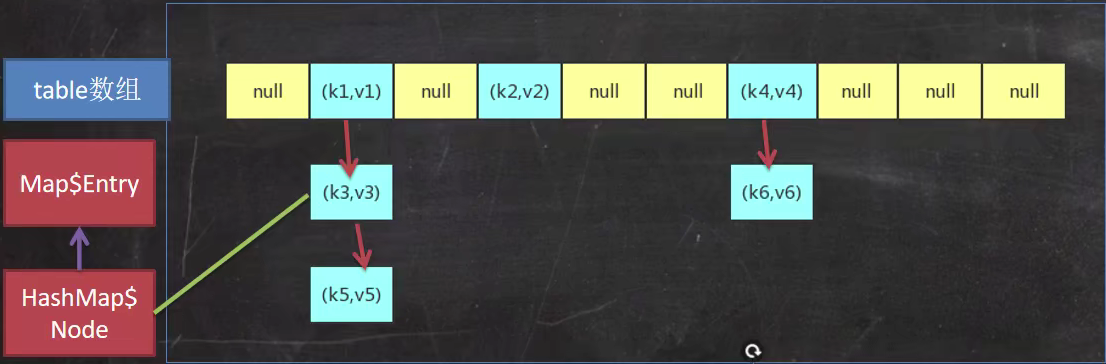 table数组
null
(k1,v1)
null
(k2,v2)
null
null
(k4,v4)
null
null
null
Map$Entry
(k3,v3)
(k6,v6)
HashMap$
Node
(k5,v5)